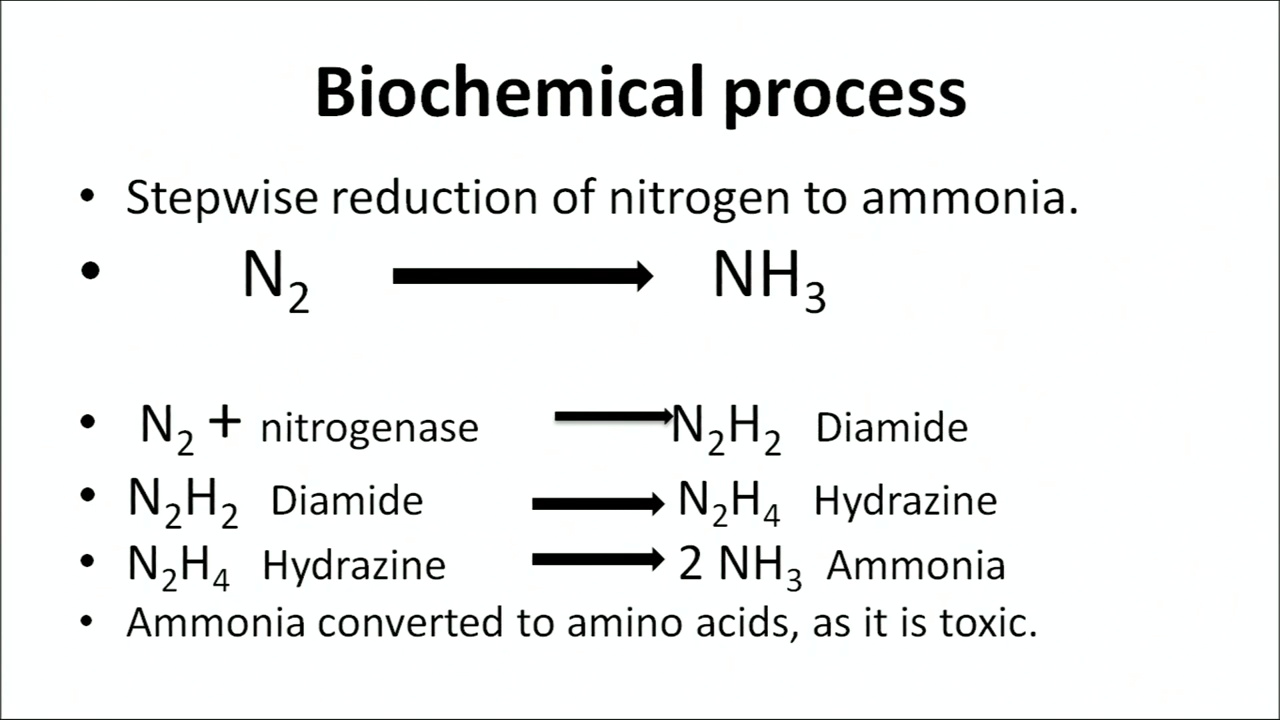 Biochemical process
• Stepwise reduction of nitrogen to ammonia.
• N₂ → NH₃
• N₂ + nitrogenase → N₂H₂ Diamide
• N₂H₂ Diamide → N₂H₄ Hydrazine
• N₂H₄ Hydrazine → 2 NH₃ Ammonia
• Ammonia converted to amino acids, as it is toxic.